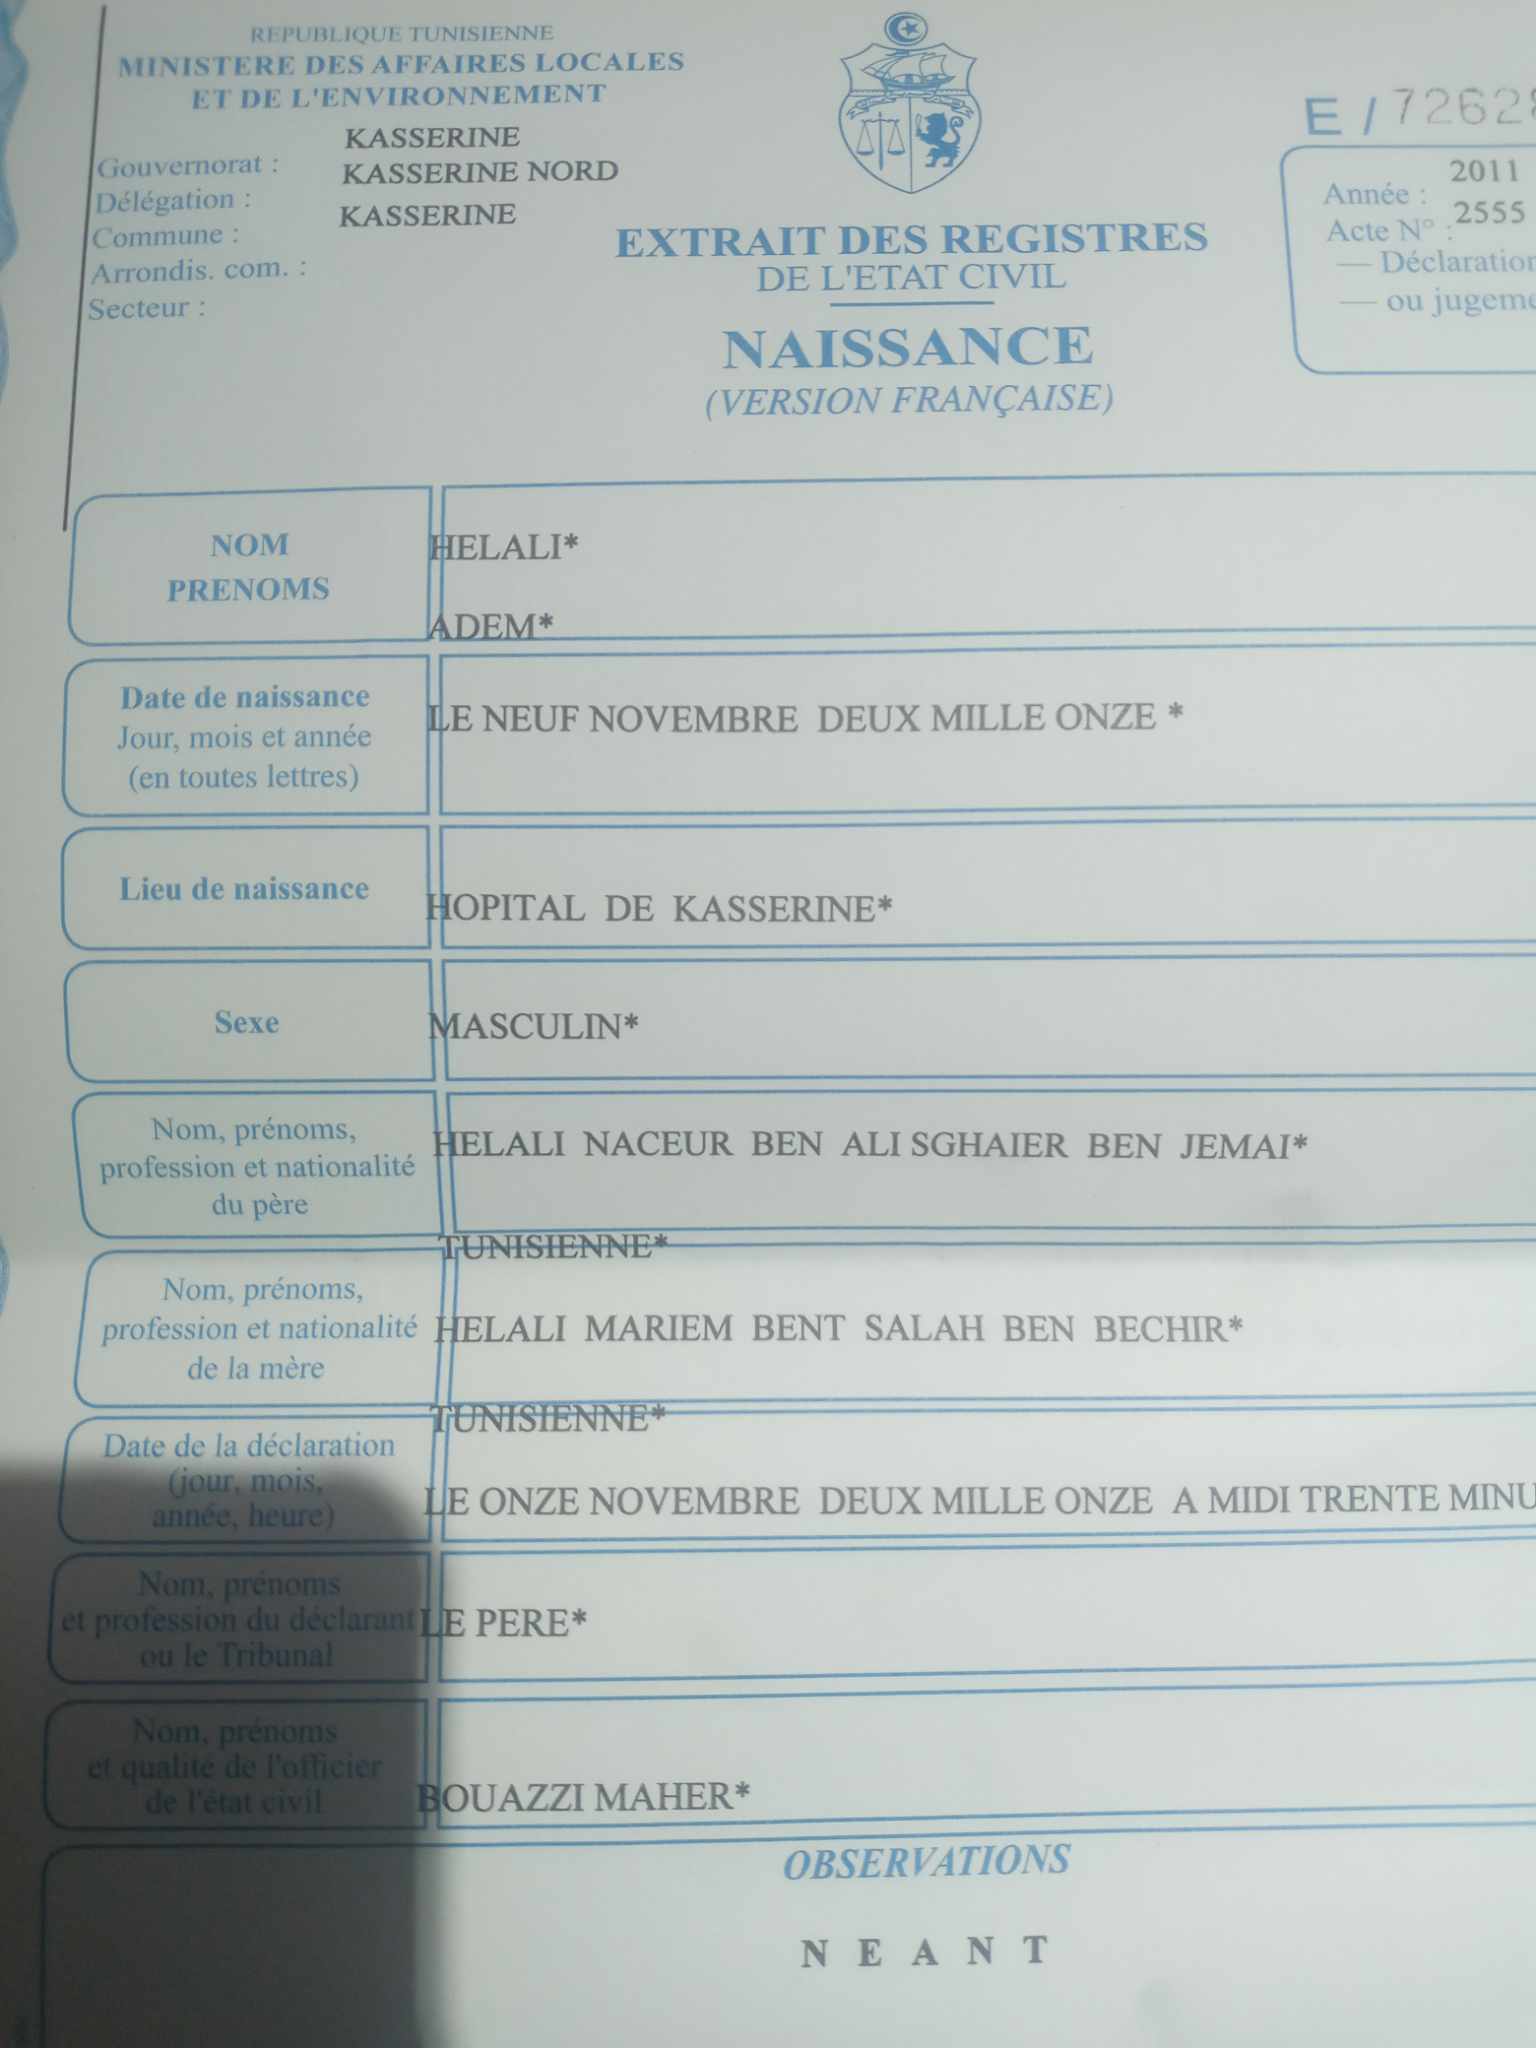 REPUBLIQUE TUNISIENNE
MINISTERE DES AFFAIRES LOCALES
ET DE L'ENVIRONNEMENT
Gouvernorat : KASSERINE
Délégation : KASSERINE NORD
Commune : KASSERINE
Arrondis. com. :
Secteur :
E / 72628
Année : 2011
Acte N° : 2555
— Déclaration
— ou jugeme
EXTRAIT DES REGISTRES
DE L'ETAT CIVIL
NAISSANCE
(VERSION FRANÇAISE)
NOM
PRENOMS
HELALI*
ADEM*
Date de naissance
Jour, mois et année
(en toutes lettres)
LE NEUF NOVEMBRE DEUX MILLE ONZE *
Lieu de naissance
HOPITAL DE KASSERINE*
Sexe
MASCULIN*
Nom, prénoms,
profession et nationalité
du père
HELALI NACEUR BEN ALI SGHAIER BEN JEMAI*
TUNISIENNE*
Nom, prénoms,
profession et nationalité
de la mère
HELALI MARIEM BENT SALAH BEN BECHIR*
TUNISIENNE*
Date de la déclaration
(jour, mois,
année, heure)
LE ONZE NOVEMBRE DEUX MILLE ONZE A MIDI TRENTE MINU
Nom, prénoms
et profession du déclarant
ou le Tribunal
LE PERE*
Nom, prénoms
et qualité de l'officier
de l'état civil
BOUAZZI MAHER*
OBSERVATIONS
N E A N T